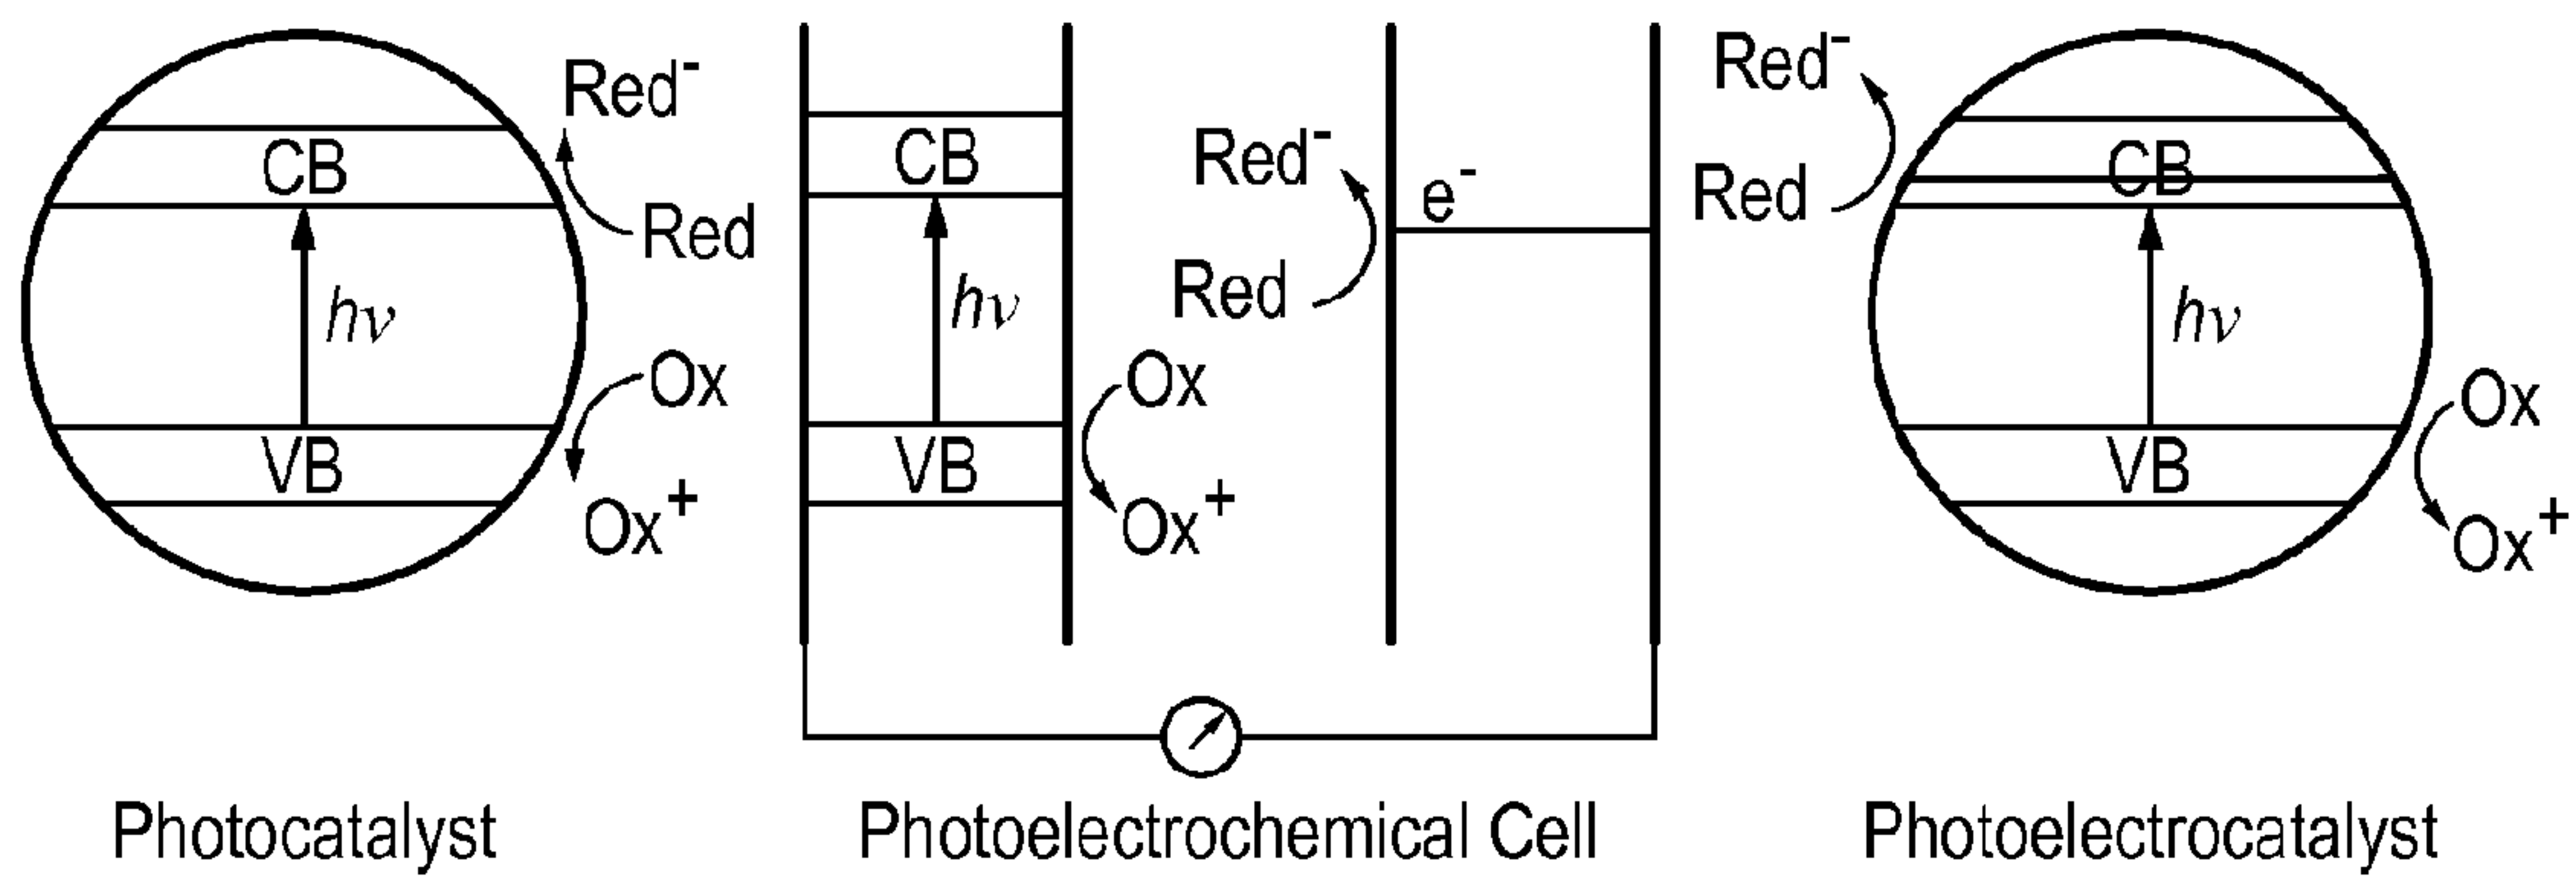 Red⁻
CB
Red
hν
Ox
VB
Ox⁺
Photocatalyst
CB
Red⁻
e⁻
hν
Red
Ox
VB
Ox⁺
Photoelectrochemical Cell
Red⁻
CB
Red
hν
Ox
VB
Ox⁺
Photoelectrocatalyst